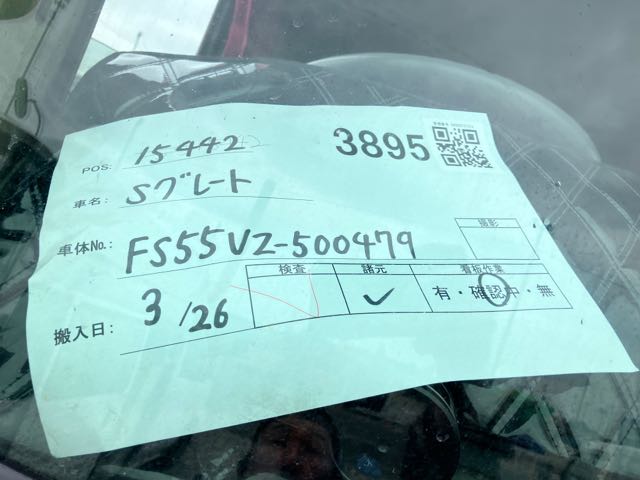 3895
POS: 15442
車名: Sグレート
車体No.: FS55VZ-500479
撮影
検査 諸元 看板作業
✓ 有・確認中・無
搬入日: 3/26